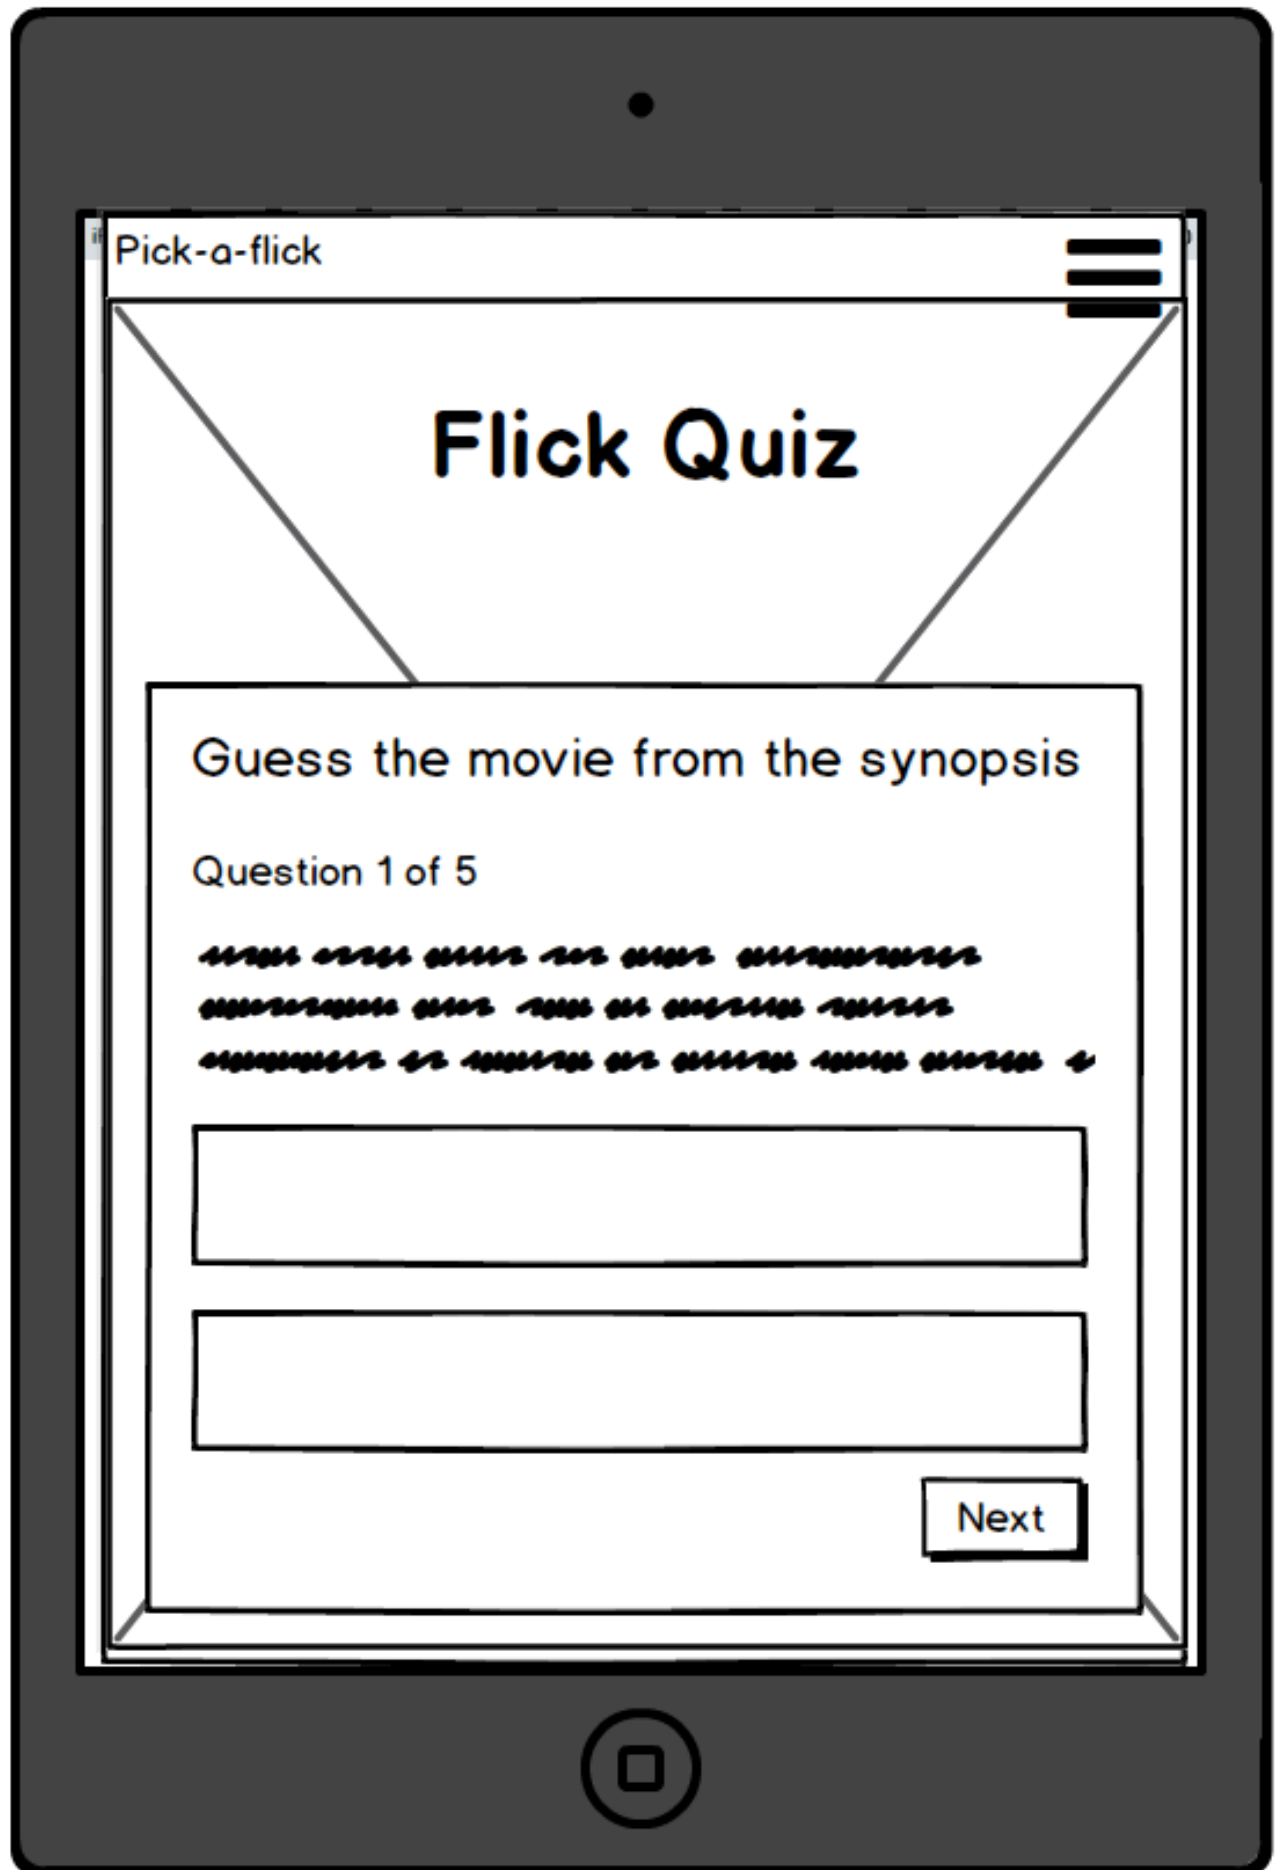 Pick-a-flick
Flick Quiz
Guess the movie from the synopsis
Question 1 of 5
Next